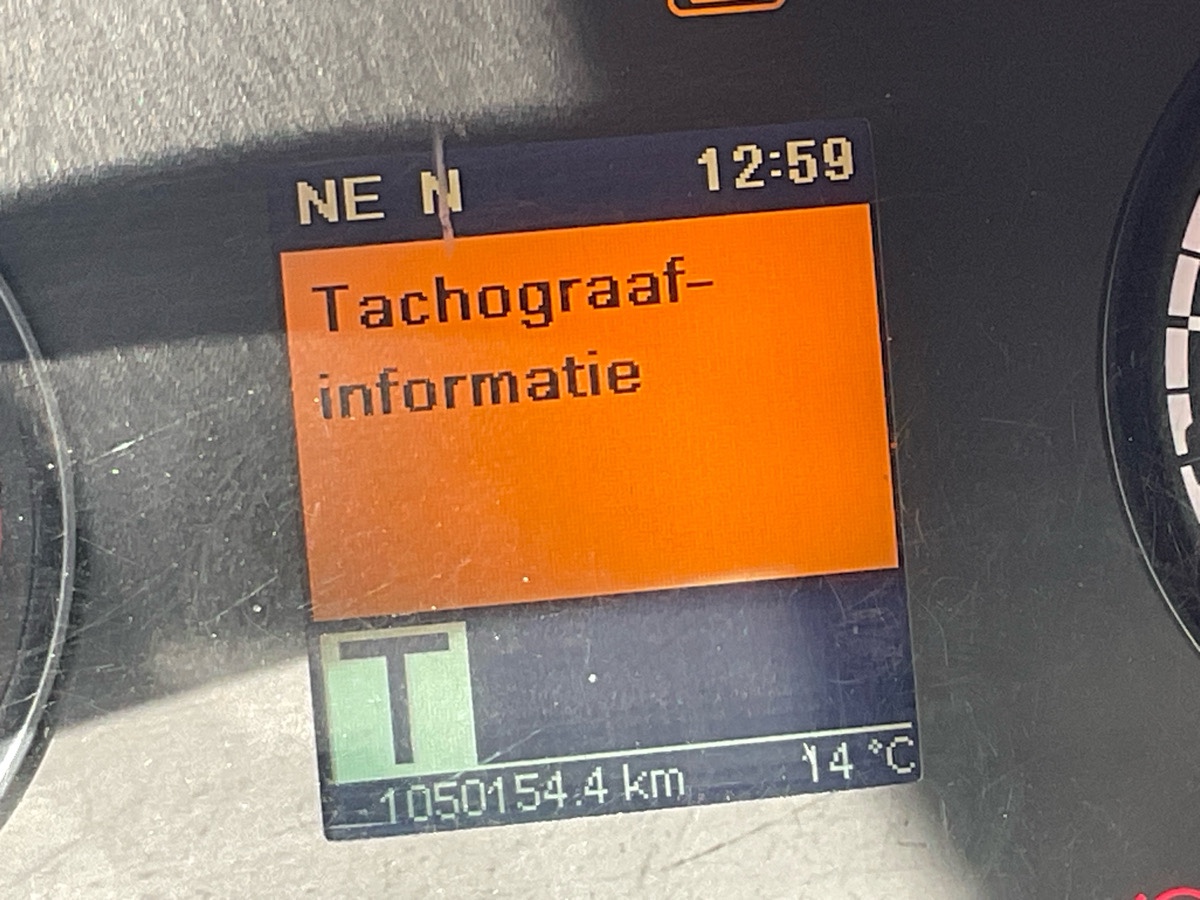 NE N 12:59
Tachograaf-
informatie
T
1050154.4 km 14 °C